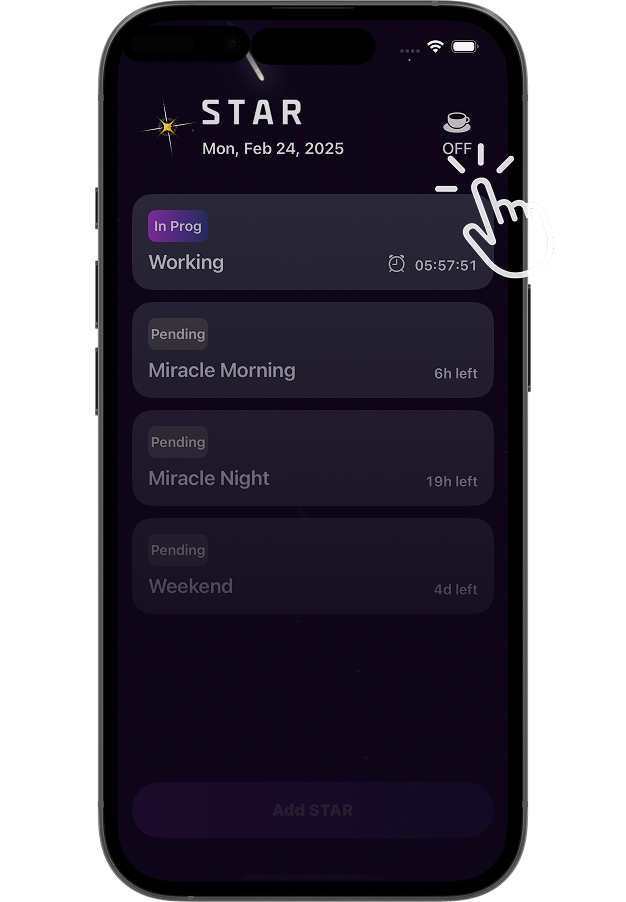 STAR
Mon, Feb 24, 2025
OFF
In Prog
Working
05:57:51
Pending
Miracle Morning
6h left
Pending
Miracle Night
19h left
Pending
Weekend
4d left
Add STAR